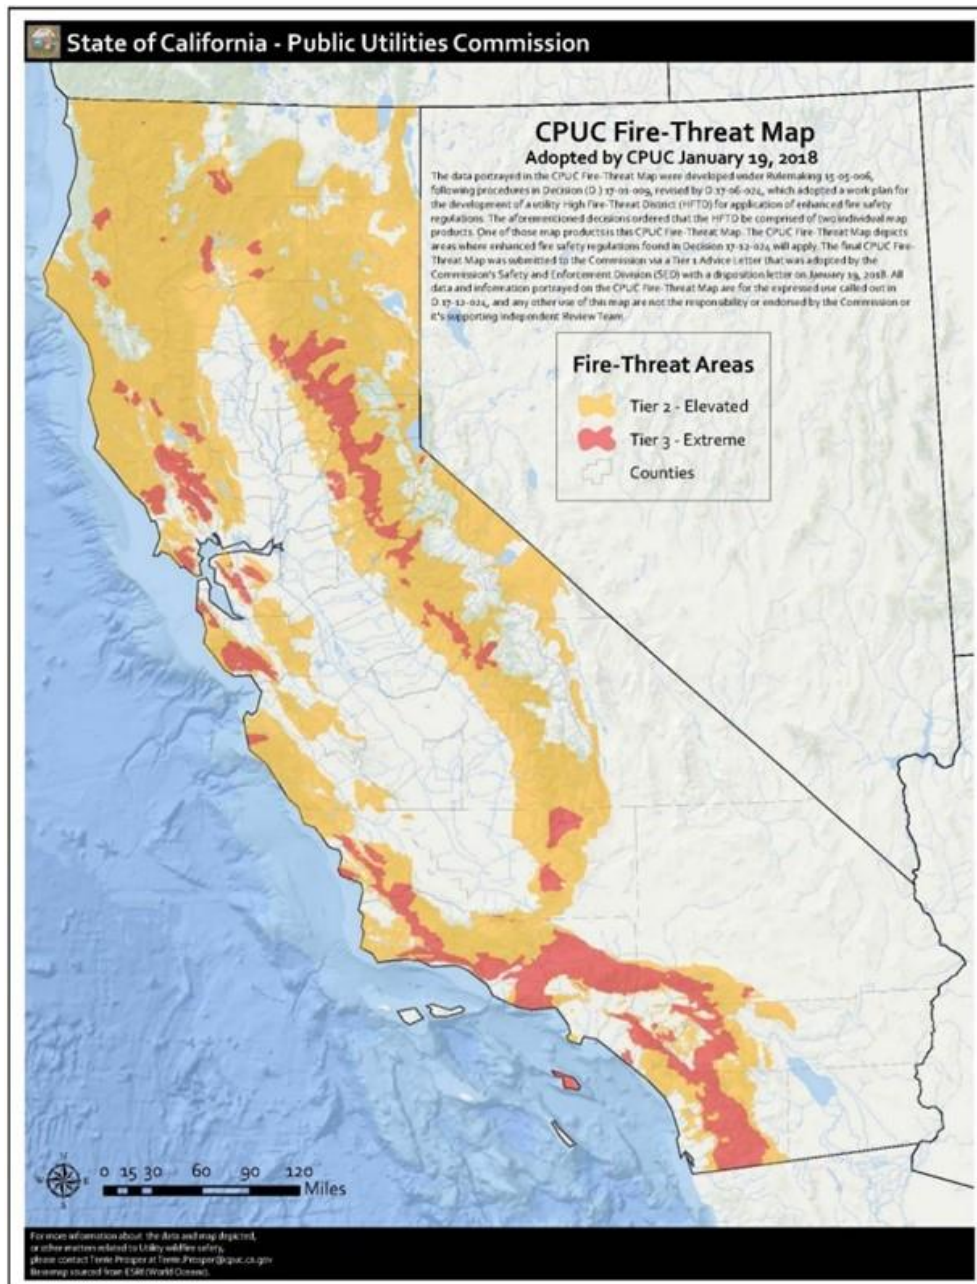 State of California - Public Utilities Commission
CPUC Fire-Threat Map
Adopted by CPUC January 19, 2018
The data portrayed in the CPUC Fire-Threat Map were developed under Rulemaking 15-05-006,
following procedures in Decision (D.) 17-01-009, revised by D.17-06-024, which adopted a work plan for
the development of a utility High Fire-Threat District (HFTD) for application of enhanced fire safety
regulations. The aforementioned decisions ordered that the HFTD be comprised of two individual map
products. One of those map products is this CPUC Fire-Threat Map. The CPUC Fire-Threat Map depicts
areas where enhanced fire safety regulations found in Decision 17-12-024 will apply. The final CPUC Fire-
Threat Map was submitted to the Commission via a Tier 1 Advice Letter that was adopted by the
Commission's Safety and Enforcement Division (SED) with a disposition letter on January 19, 2018. All
data and information portrayed on the CPUC Fire-Threat Map are for the expressed use called out in
D.17-12-024, and any other use of this map are not the responsibility or endorsed by the Commission or
it's supporting Independent Review Team.
Fire-Threat Areas
Tier 2 - Elevated
Tier 3 - Extreme
Counties
N
W E
S
0 15 30 60 90 120
Miles
For more information about the data and map depicted,
or other matters related to Utility wildfire safety,
please contact Terrie Prosper at Terrie.Prosper@cpuc.ca.gov
Basemap sourced from ESRI (World Oceans).